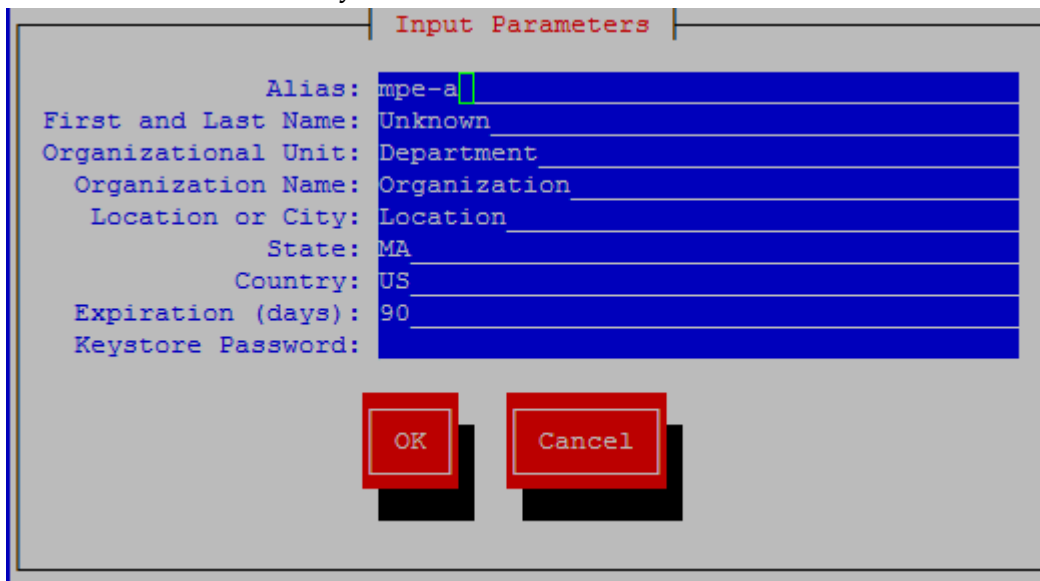 Input Parameters
Alias: mpe-a
First and Last Name: Unknown
Organizational Unit: Department
Organization Name: Organization
Location or City: Location
State: MA
Country: US
Expiration (days): 90
Keystore Password:
OK Cancel